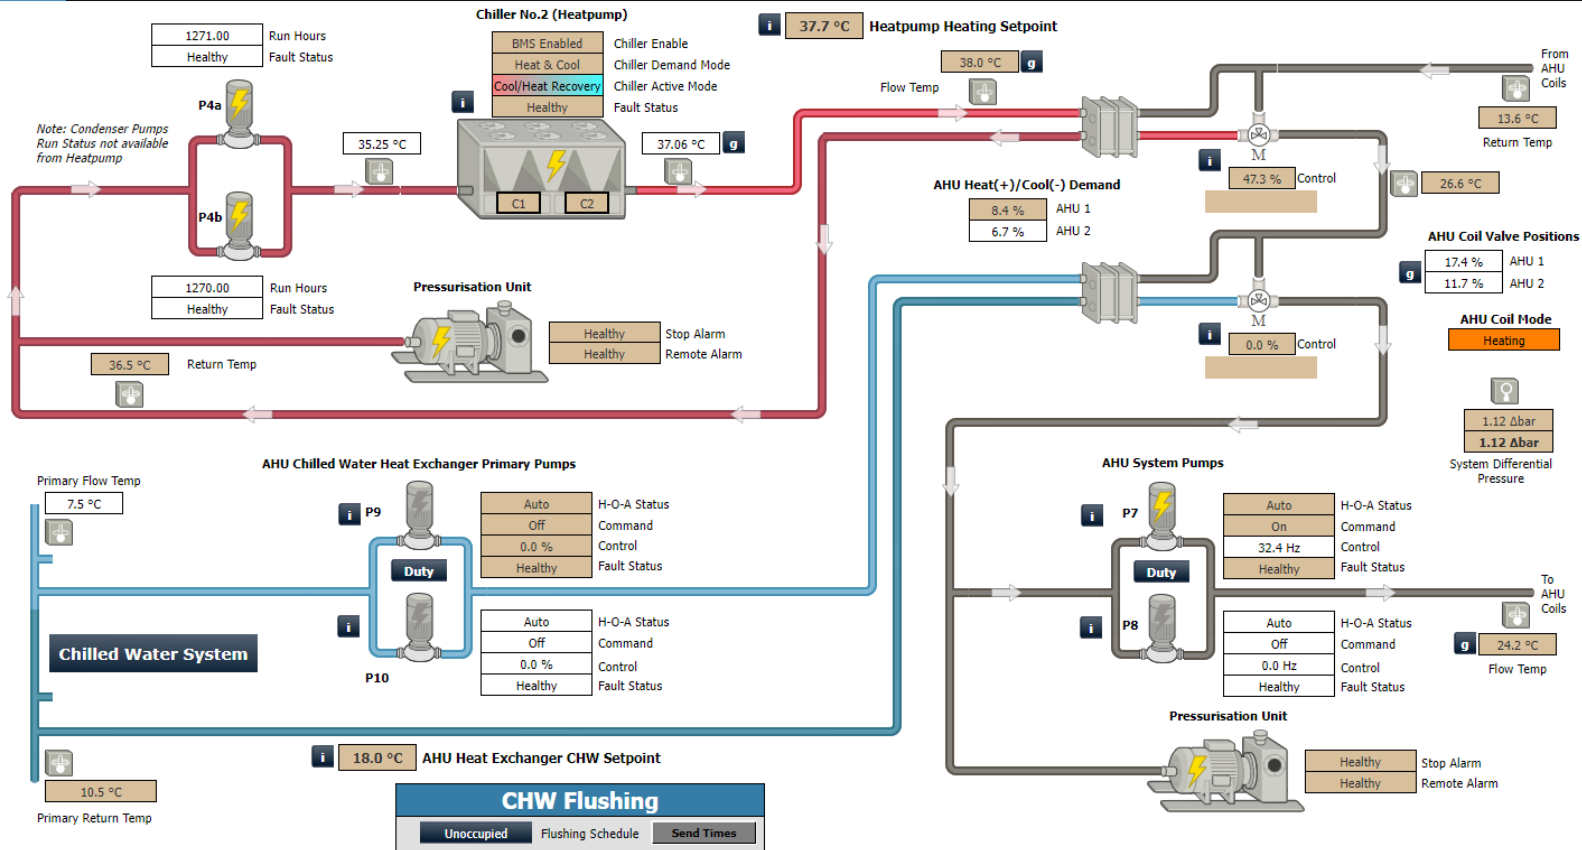 Chiller No.2 (Heatpump)
i
37.7 °C
Heatpump Heating Setpoint
1271.00
Run Hours
Healthy
Fault Status
BMS Enabled
Chiller Enable
Heat & Cool
Chiller Demand Mode
Cool/Heat Recovery
Chiller Active Mode
Healthy
Fault Status
i
38.0 °C
g
Flow Temp
From
AHU
Coils
13.6 °C
Return Temp
P4a
Note: Condenser Pumps
Run Status not available
from Heatpump
35.25 °C
37.06 °C
g
M
i
47.3 %
Control
26.6 °C
C1
C2
P4b
AHU Heat(+)/Cool(-) Demand
8.4 %
AHU 1
6.7 %
AHU 2
AHU Coil Valve Positions
g
17.4 %
AHU 1
11.7 %
AHU 2
1270.00
Run Hours
Healthy
Fault Status
Pressurisation Unit
Healthy
Stop Alarm
Healthy
Remote Alarm
M
i
0.0 %
Control
AHU Coil Mode
Heating
36.5 °C
Return Temp
1.12 Δbar
1.12 Δbar
System Differential
Pressure
AHU Chilled Water Heat Exchanger Primary Pumps
Primary Flow Temp
7.5 °C
i
P9
Auto
H-O-A Status
Off
Command
0.0 %
Control
Healthy
Fault Status
Duty
i
P10
Auto
H-O-A Status
Off
Command
0.0 %
Control
Healthy
Fault Status
AHU System Pumps
i
P7
Auto
H-O-A Status
On
Command
32.4 Hz
Control
Healthy
Fault Status
Duty
i
P8
Auto
H-O-A Status
Off
Command
0.0 Hz
Control
Healthy
Fault Status
To
AHU
Coils
g
24.2 °C
Flow Temp
Chilled Water System
Pressurisation Unit
Healthy
Stop Alarm
Healthy
Remote Alarm
i
18.0 °C
AHU Heat Exchanger CHW Setpoint
10.5 °C
Primary Return Temp
CHW Flushing
Unoccupied
Flushing Schedule
Send Times